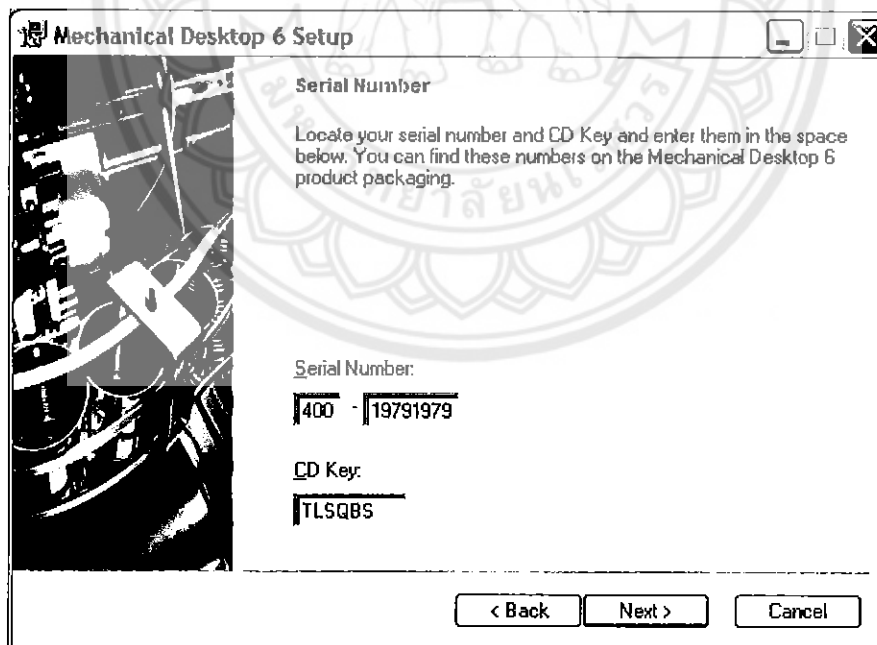 Mechanical Desktop 6 Setup
Serial Number
Locate your serial number and CD Key and enter them in the space
below. You can find these numbers on the Mechanical Desktop 6
product packaging.
Serial Number:
400 - 19791979
CD Key:
TLSQBS
< Back Next > Cancel